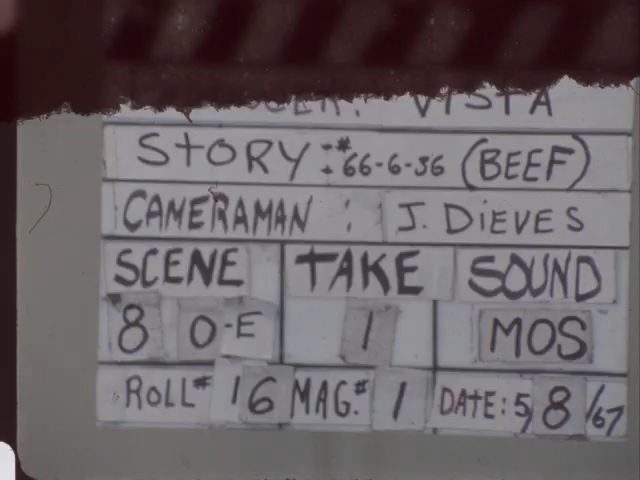 VISTA
STORY:# 66-6-36 (BEEF)
CAMERAMAN : J. DIEVES
SCENE TAKE SOUND
8 0-E 1 MOS
ROLL# 16 MAG.# 1 DATE: 5/8/67